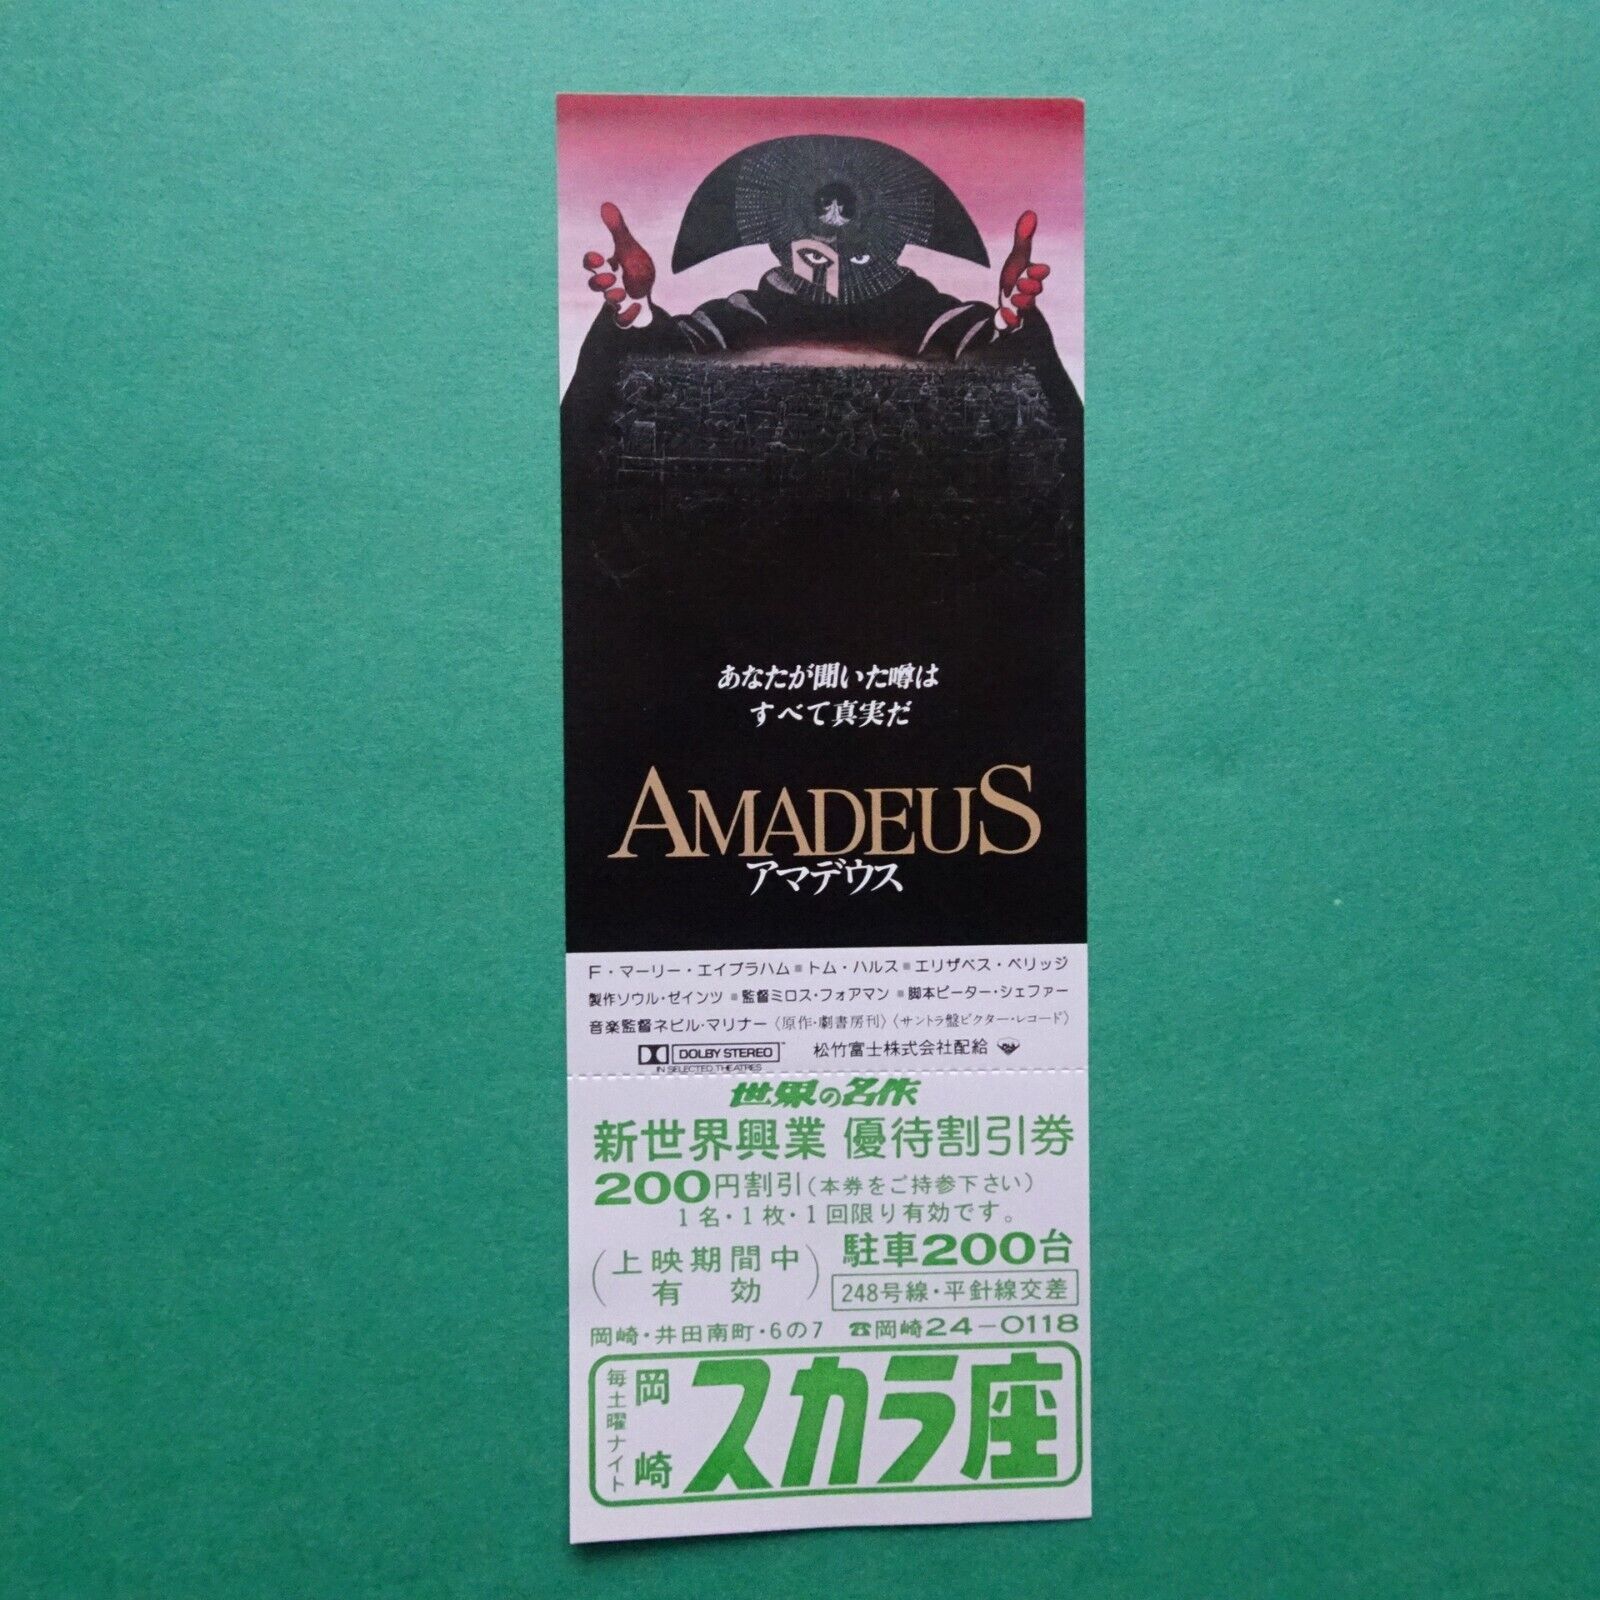 あなたが聞いた噂は
すべて真実だ
AMADEUS
アマデウス
F・マーリー・エイブラハム■トム・ハルス■エリザベス・ベリッジ
製作ソウル・ゼインツ■監督ミロス・フォアマン■脚本ピーター・シェファー
音楽監督ネビル・マリナー〈原作・劇書房刊〉〈サントラ盤ビクター・レコード〉
DOLBY STEREO 松竹富士株式会社配給
IN SELECTED THEATRES
世界の名作
新世界興業 優待割引券
200円割引(本券をご持参下さい)
1名・1枚・1回限り有効です。
(上映期間中有効)
駐車200台
248号線・平針線交差
岡崎・井田南町・6の7 ☎岡崎24-0118
毎土曜ナイト
岡崎
スカラ座